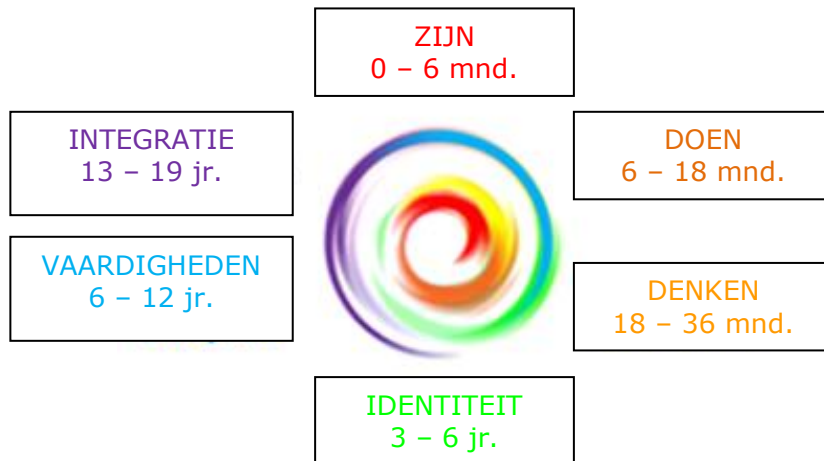 ZIJN
0 – 6 mnd.
INTEGRATIE
13 – 19 jr.
DOEN
6 – 18 mnd.
VAARDIGHEDEN
6 – 12 jr.
DENKEN
18 – 36 mnd.
IDENTITEIT
3 – 6 jr.